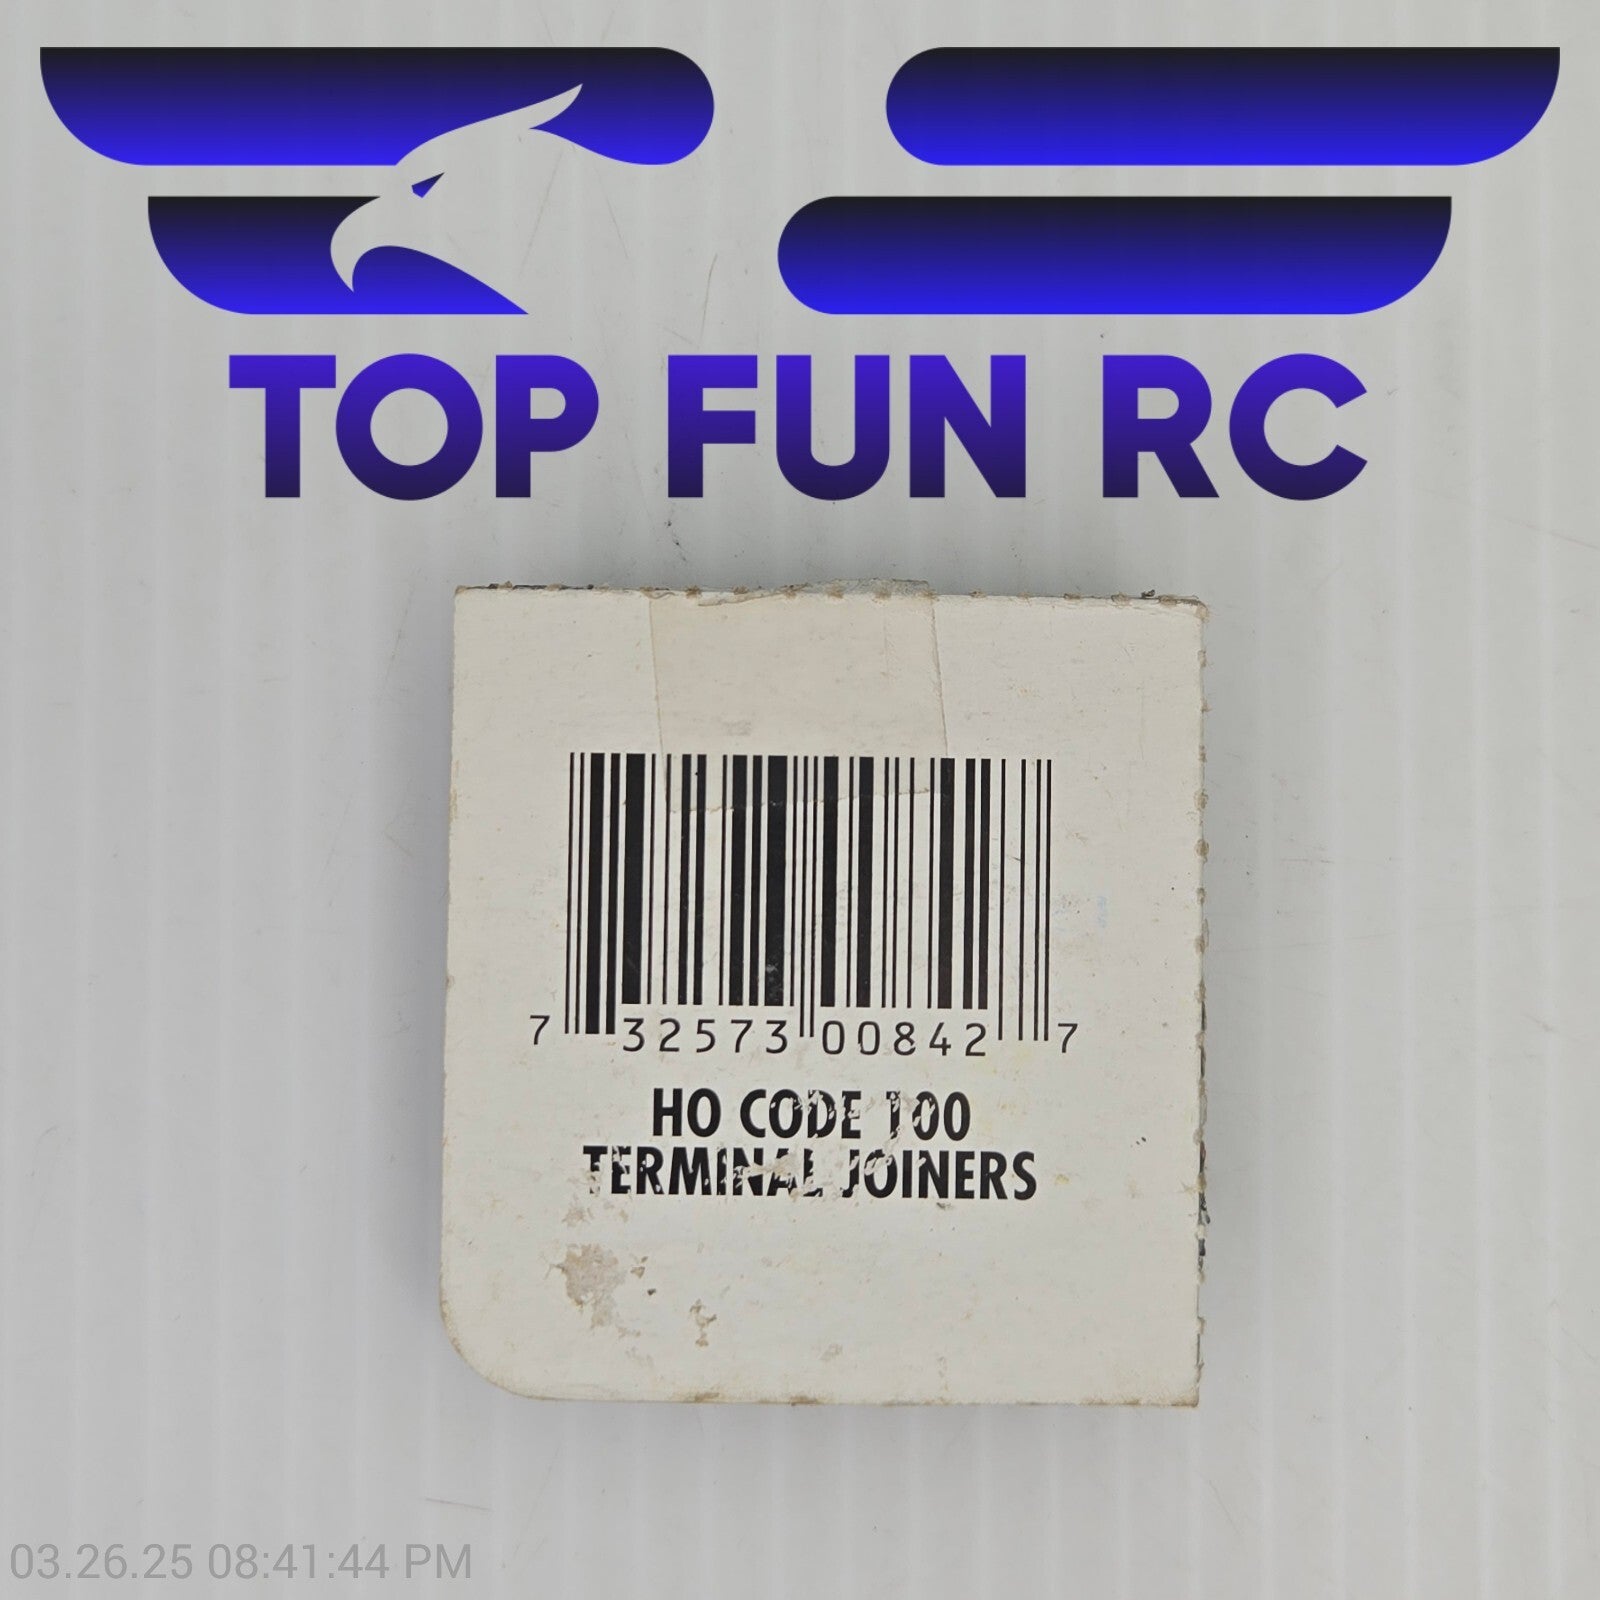 TOP FUN RC
7 32573 00842 7
HO CODE 100
TERMINAL JOINERS
03.26.25 08:41:44 PM